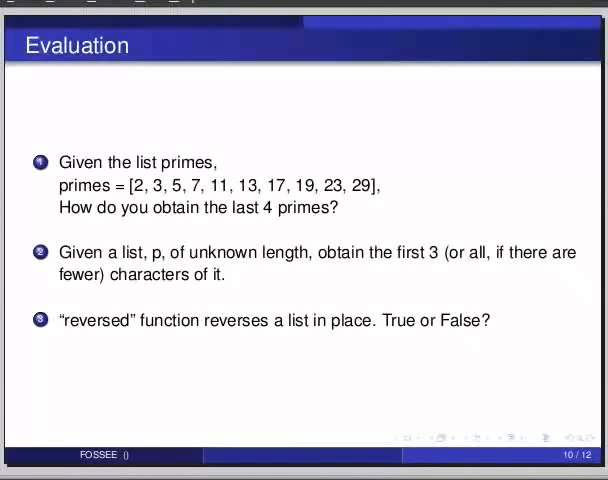 Evaluation
1 Given the list primes,
primes = [2, 3, 5, 7, 11, 13, 17, 19, 23, 29],
How do you obtain the last 4 primes?
2 Given a list, p, of unknown length, obtain the first 3 (or all, if there are
fewer) characters of it.
3 “reversed” function reverses a list in place. True or False?
FOSSEE () 10 / 12